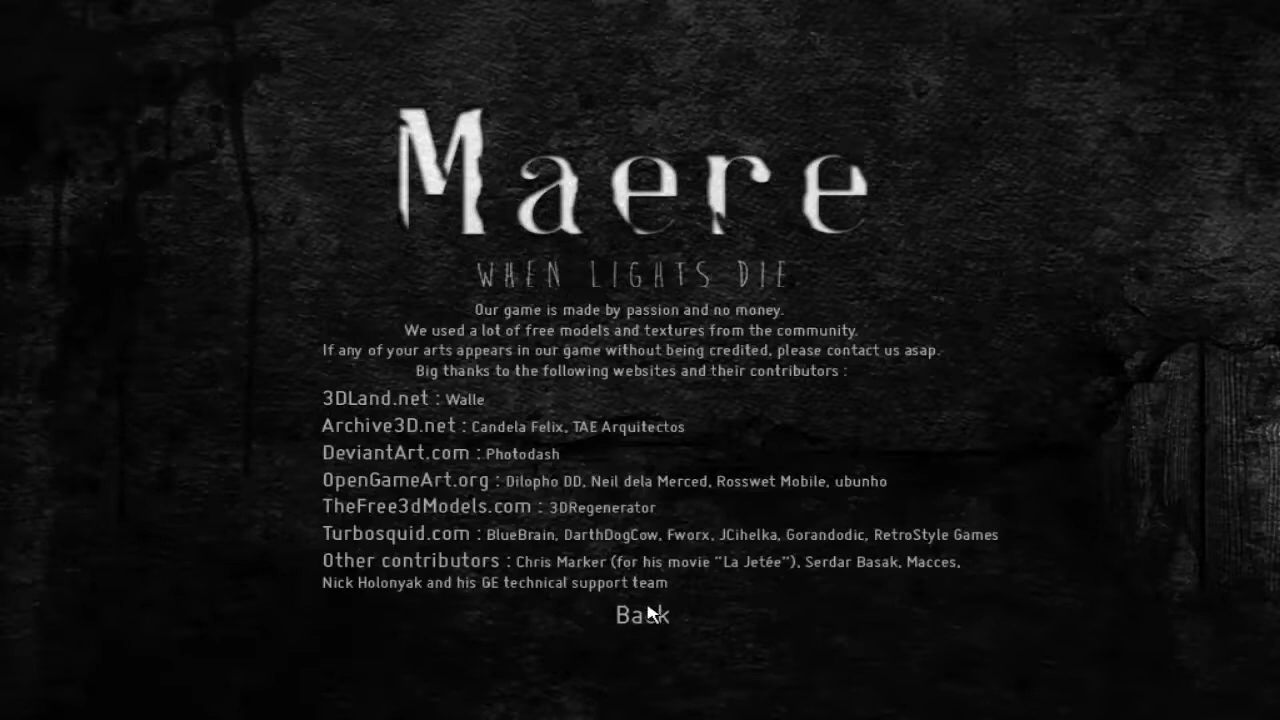 Maere
WHEN LIGHTS DIE
Our game is made by passion and no money.
We used a lot of free models and textures from the community.
If any of your arts appears in our game without being credited, please contact us asap.
Big thanks to the following websites and their contributors :
3DLand.net : Walle
Archive3D.net : Candela Felix, TAE Arquitectos
DeviantArt.com : Photodash
OpenGameArt.org : Dilopho DD, Neil dela Merced, Rosswet Mobile, ubunho
TheFree3dModels.com : 3DRegenerator
Turbosquid.com : BlueBrain, DarthDogCow, Fworx, JCihelka, Gorandodic, RetroStyle Games
Other contributors : Chris Marker (for his movie "La Jetée"), Serdar Basak, Macces,
Nick Holonyak and his GE technical support team
Back